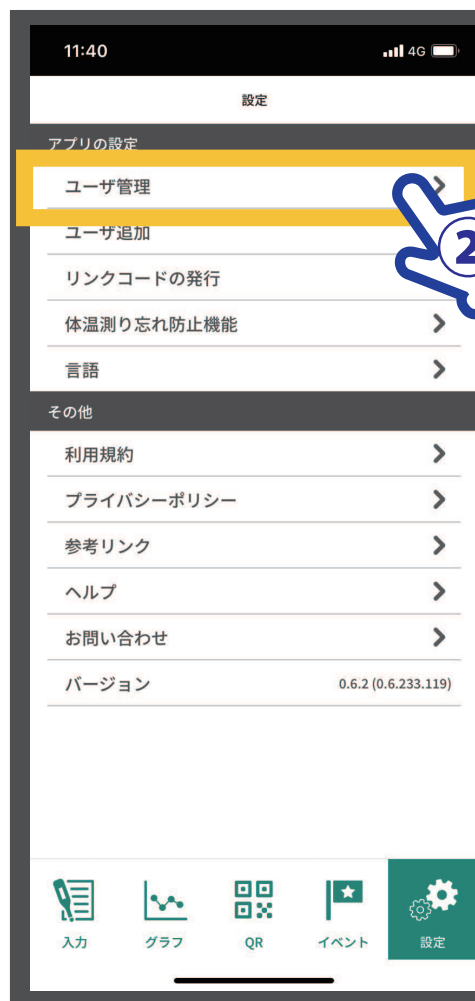 11:40 4G
設定
アプリの設定
ユーザ管理
ユーザ追加
2
リンクコードの発行
体温測り忘れ防止機能
言語
その他
利用規約
プライバシーポリシー
参考リンク
ヘルプ
お問い合わせ
バージョン 0.6.2 (0.6.233.119)
入力 グラフ QR イベント 設定